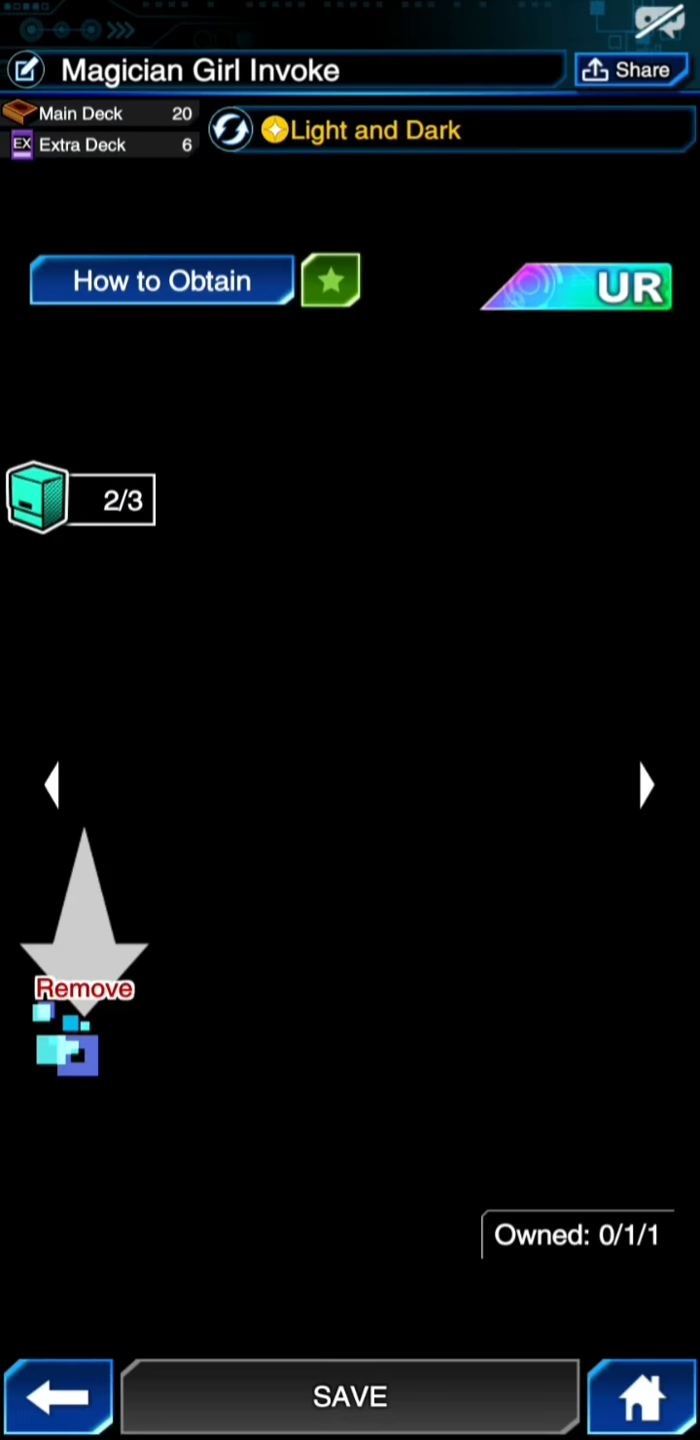 Magician Girl Invoke
Share
Main Deck 20
Light and Dark
EX Extra Deck 6
How to Obtain
UR
2/3
Remove
Owned: 0/1/1
SAVE